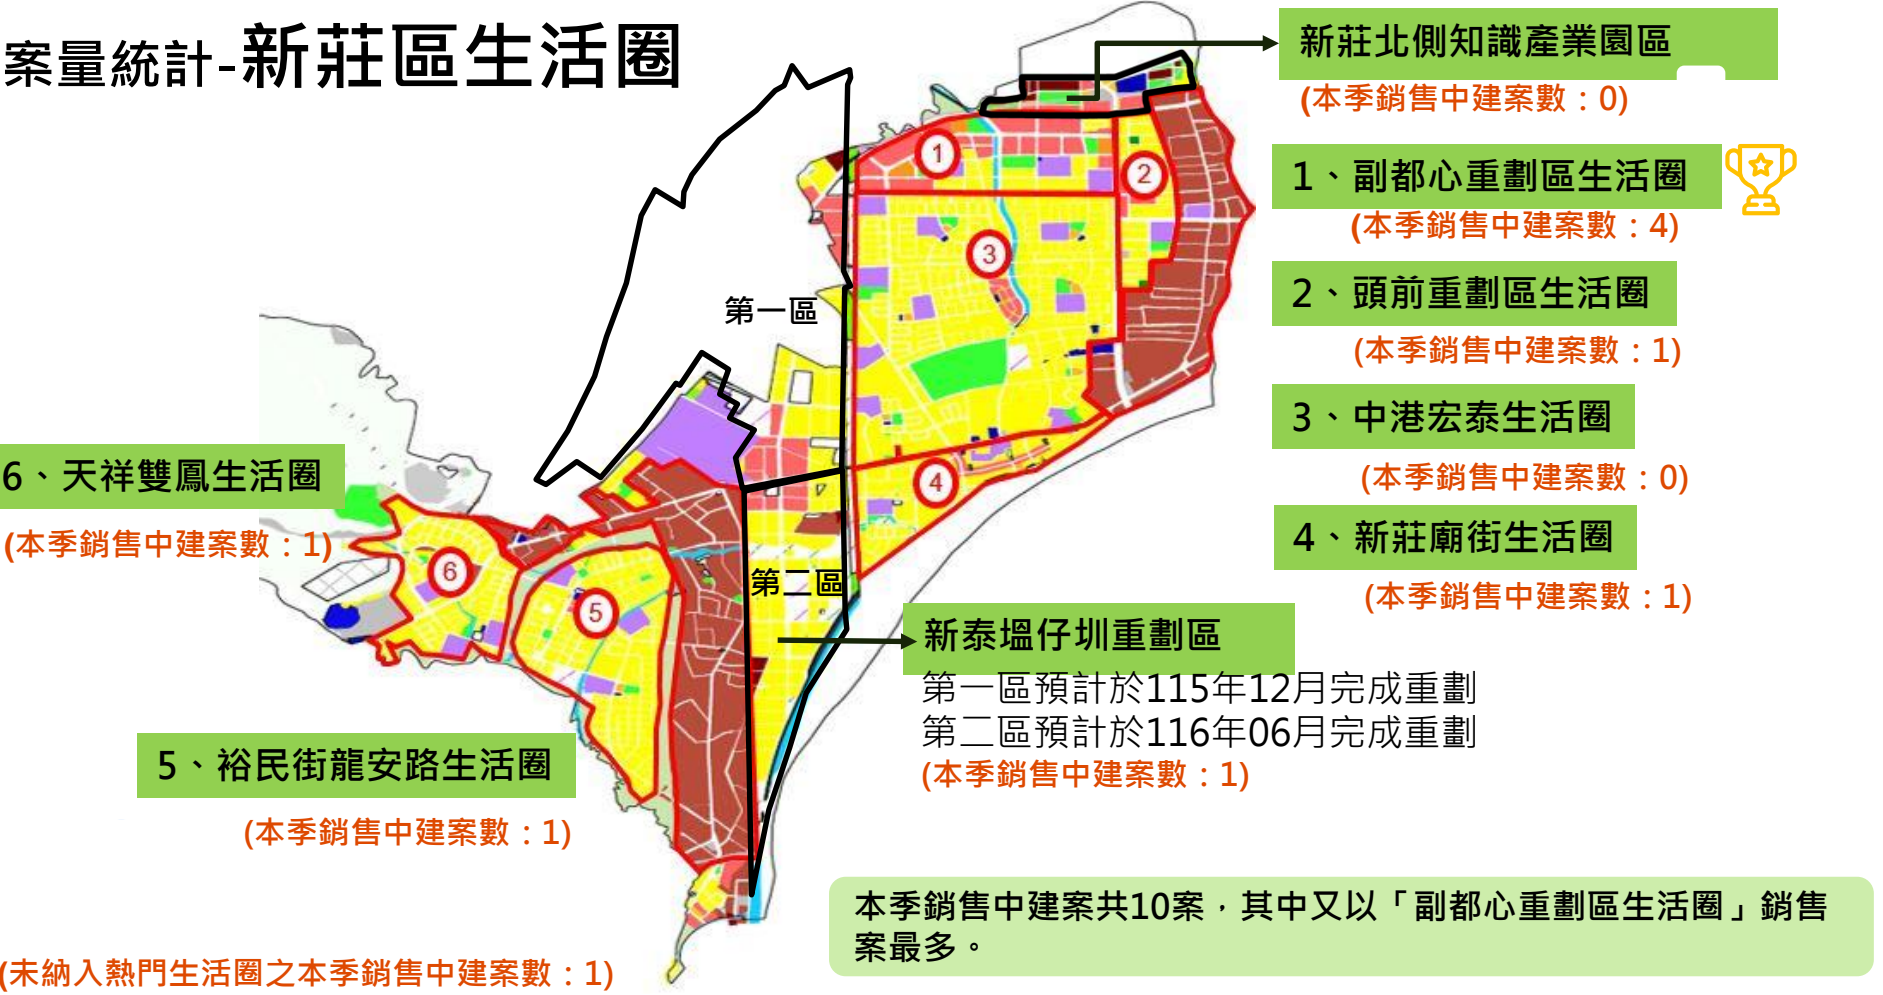 案量統計-新莊區生活圈
新莊北側知識產業園區
(本季銷售中建案數：0)
1、副都心重劃區生活圈
(本季銷售中建案數：4)
2、頭前重劃區生活圈
(本季銷售中建案數：1)
3、中港宏泰生活圈
(本季銷售中建案數：0)
4、新莊廟街生活圈
(本季銷售中建案數：1)
1
2
3
第一區
6、天祥雙鳳生活圈
(本季銷售中建案數：1)
4
6
5
第二區
新泰塭仔圳重劃區
第一區預計於115年12月完成重劃
第二區預計於116年06月完成重劃
(本季銷售中建案數：1)
5、裕民街龍安路生活圈
(本季銷售中建案數：1)
本季銷售中建案共10案，其中又以「副都心重劃區生活圈」銷售
案最多。
(未納入熱門生活圈之本季銷售中建案數：1)